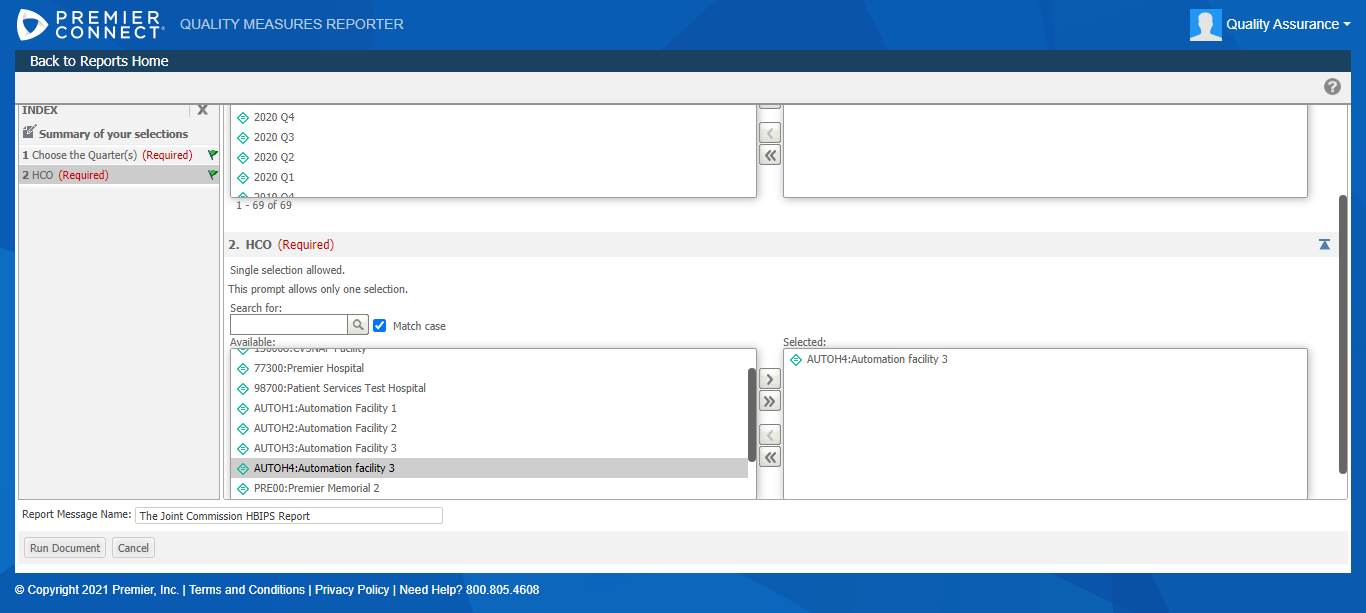 PREMIER CONNECT
QUALITY MEASURES REPORTER
Quality Assurance
Back to Reports Home
INDEX
Summary of your selections
1 Choose the Quarter(s) (Required)
2 HCO (Required)
2020 Q4
2020 Q3
2020 Q2
2020 Q1
2019 Q4
1 - 69 of 69
2. HCO (Required)
Single selection allowed.
This prompt allows only one selection.
Search for:
Match case
Available:
77300:Premier Hospital
98700:Patient Services Test Hospital
AUTOH1:Automation Facility 1
AUTOH2:Automation Facility 2
AUTOH3:Automation Facility 3
AUTOH4:Automation facility 3
PRE00:Premier Memorial 2
Selected:
AUTOH4:Automation facility 3
Report Message Name: The Joint Commission HBIPS Report
Run Document Cancel
© Copyright 2021 Premier, Inc. | Terms and Conditions | Privacy Policy | Need Help? 800.805.4608